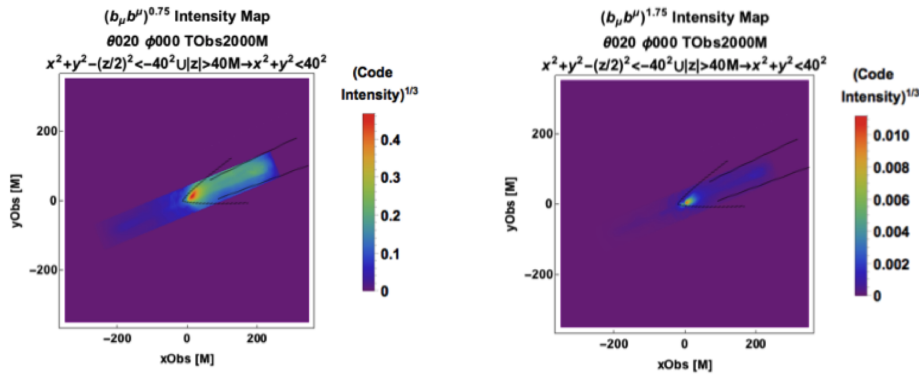 (bμb^μ)^0.75 Intensity Map
θ020 ϕ000 TObs2000M
x²+y²−(z/2)²<−40²∪|z|>40M→x²+y²<40²
(Code
Intensity)^1/3
200
0
−200
yObs [M]
−200
0
200
xObs [M]
0.4
0.3
0.2
0.1
0
(bμb^μ)^1.75 Intensity Map
θ020 ϕ000 TObs2000M
x²+y²−(z/2)²<−40²∪|z|>40M→x²+y²<40²
(Code
Intensity)^1/3
200
0
−200
yObs [M]
−200
0
200
xObs [M]
0.010
0.008
0.006
0.004
0.002
0